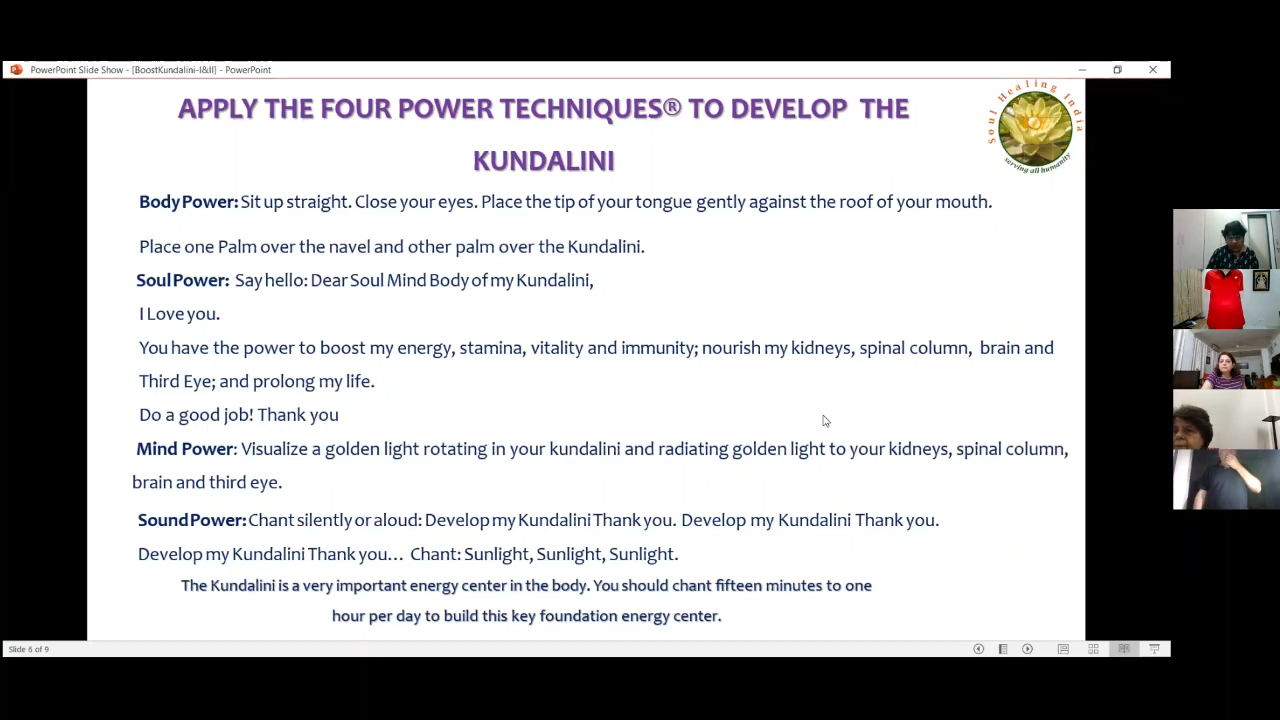 PowerPoint Slide Show - [BoostKundalini-I&II] - PowerPoint
APPLY THE FOUR POWER TECHNIQUES® TO DEVELOP THE
KUNDALINI
Soul Healing India
serving all humanity
Body Power: Sit up straight. Close your eyes. Place the tip of your tongue gently against the roof of your mouth.
Place one Palm over the navel and other palm over the Kundalini.
Soul Power: Say hello: Dear Soul Mind Body of my Kundalini,
I Love you.
You have the power to boost my energy, stamina, vitality and immunity; nourish my kidneys, spinal column, brain and
Third Eye; and prolong my life.
Do a good job! Thank you
Mind Power: Visualize a golden light rotating in your kundalini and radiating golden light to your kidneys, spinal column,
brain and third eye.
Sound Power: Chant silently or aloud: Develop my Kundalini Thank you. Develop my Kundalini Thank you.
Develop my Kundalini Thank you... Chant: Sunlight, Sunlight, Sunlight.
The Kundalini is a very important energy center in the body. You should chant fifteen minutes to one
hour per day to build this key foundation energy center.
Slide 6 of 9